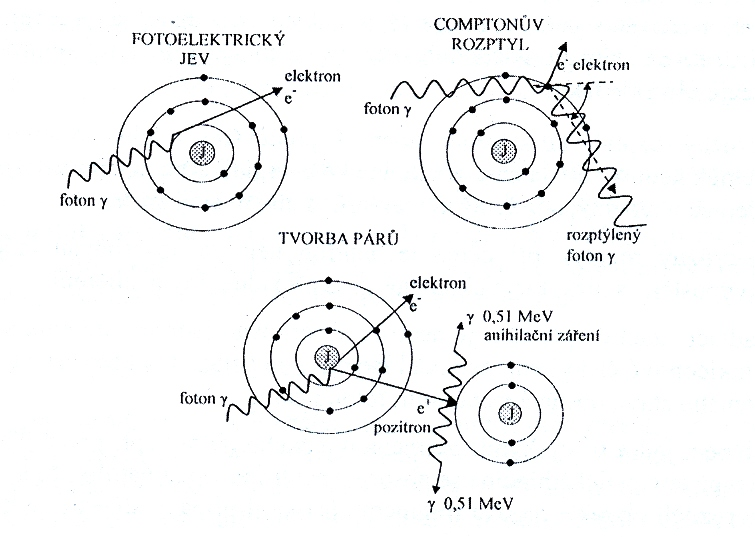 FOTOELEKTRICKÝ
JEV
elektron
e-
J
foton γ
COMPTONŮV
ROZPTYL
e- elektron
foton γ
J
rozptýlený
foton γ
TVORBA PÁRŮ
elektron
e-
J
foton γ
e+
pozitron
γ 0,51 MeV
anihilační záření
J
γ 0,51 MeV